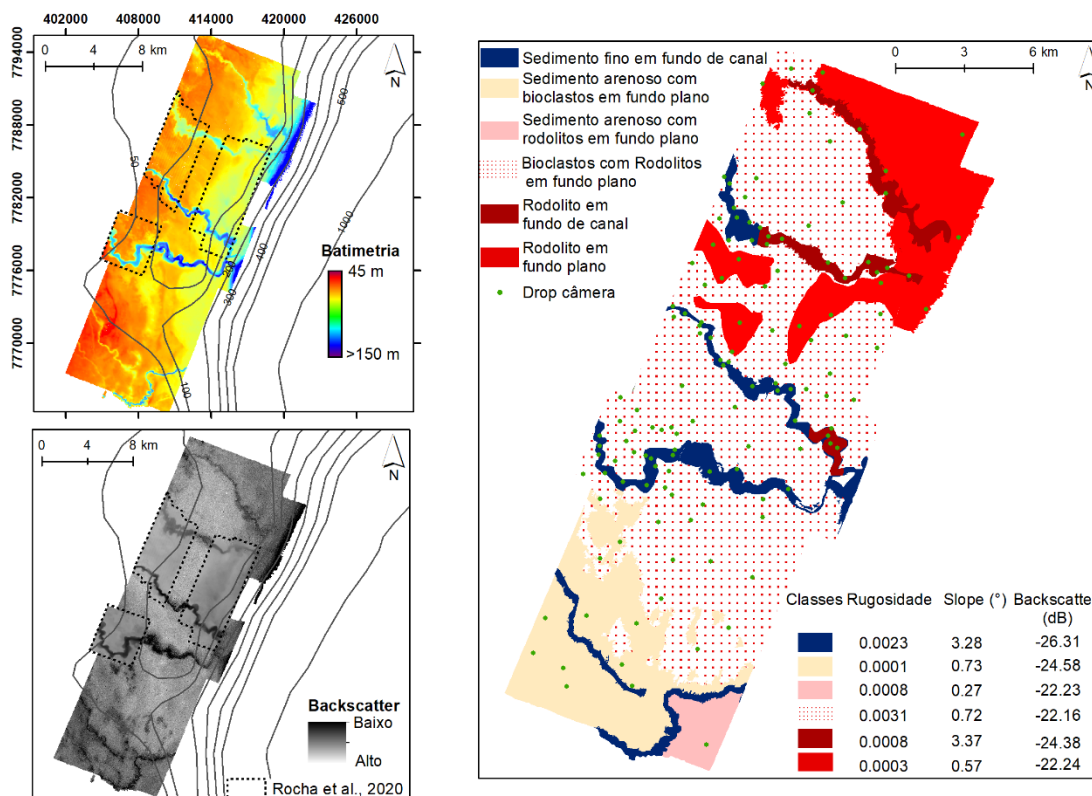 402000 408000 414000 420000 426000
7794000
7788000
7782000
7776000
7770000
0 4 8 km
N
50
100
200
300
400
500
1000
Batimetria
45 m
>150 m
0 4 8 km
N
Backscatter
Baixo
Alto
Rocha et al., 2020
Sedimento fino em fundo de canal
Sedimento arenoso com
bioclastos em fundo plano
Sedimento arenoso com
rodolitos em fundo plano
Bioclastos com Rodolitos
em fundo plano
Rodolito em
fundo de canal
Rodolito em
fundo plano
Drop câmera
0 3 6 km
N
Classes Rugosidade Slope (°) Backscatter
(dB)
0.0023 3.28 -26.31
0.0001 0.73 -24.58
0.0008 0.27 -22.23
0.0031 0.72 -22.16
0.0008 3.37 -24.38
0.0003 0.57 -22.24